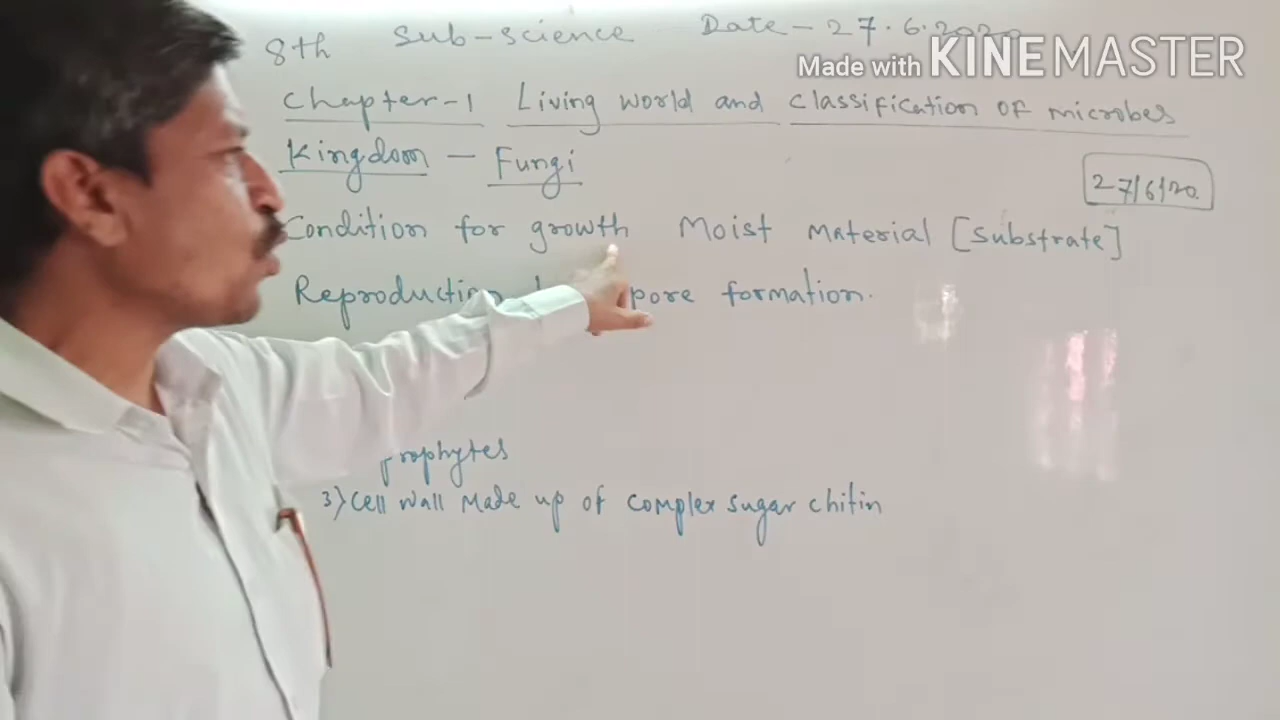 8th Sub-science Date-27.6.2020
Made with KINEMASTER
Chapter-1 Living world and classification of microbes
Kingdom - Fungi
27/6/20
Condition for growth Moist Material [substrate]
Reproduction pore formation.
rophytes
3) Cell wall Made up of complex sugar chitin